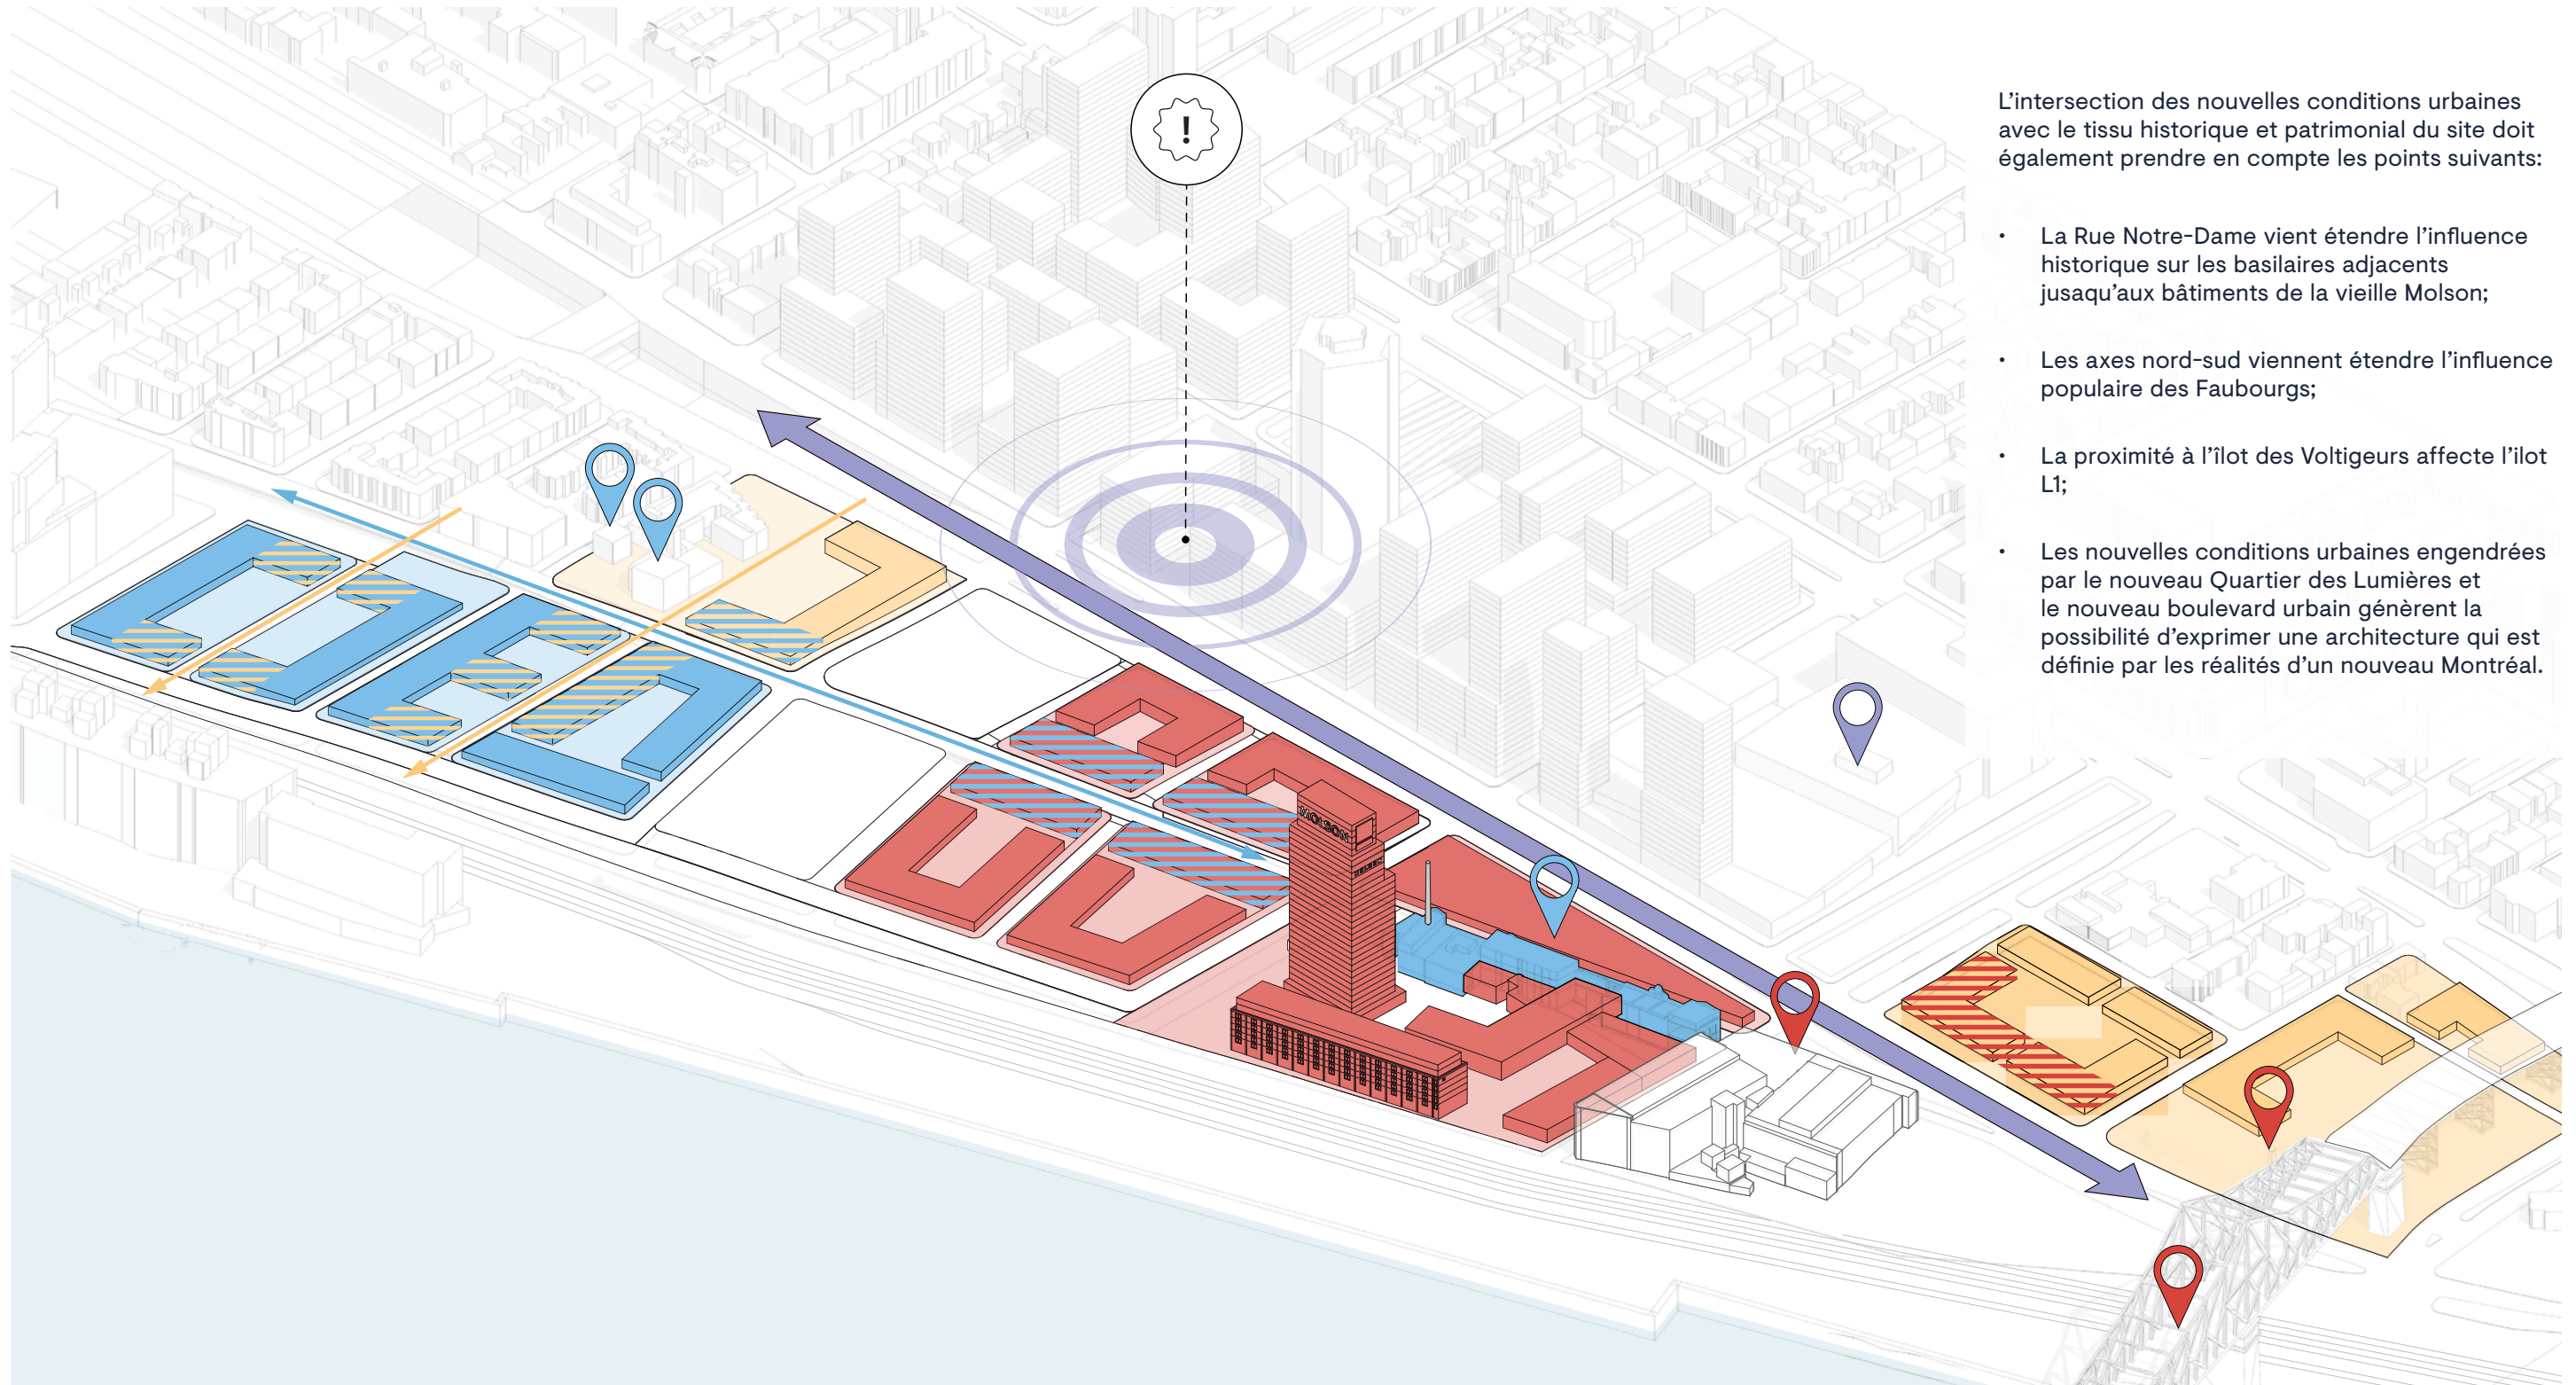 !
L’intersection des nouvelles conditions urbaines
avec le tissu historique et patrimonial du site doit
également prendre en compte les points suivants:
• La Rue Notre-Dame vient étendre l’influence
historique sur les basilaires adjacents
jusaqu’aux bâtiments de la vieille Molson;
• Les axes nord-sud viennent étendre l’influence
populaire des Faubourgs;
• La proximité à l’îlot des Voltigeurs affecte l’ilot
L1;
• Les nouvelles conditions urbaines engendrées
par le nouveau Quartier des Lumières et
le nouveau boulevard urbain génèrent la
possibilité d’exprimer une architecture qui est
définie par les réalités d’un nouveau Montréal.
MOLSON